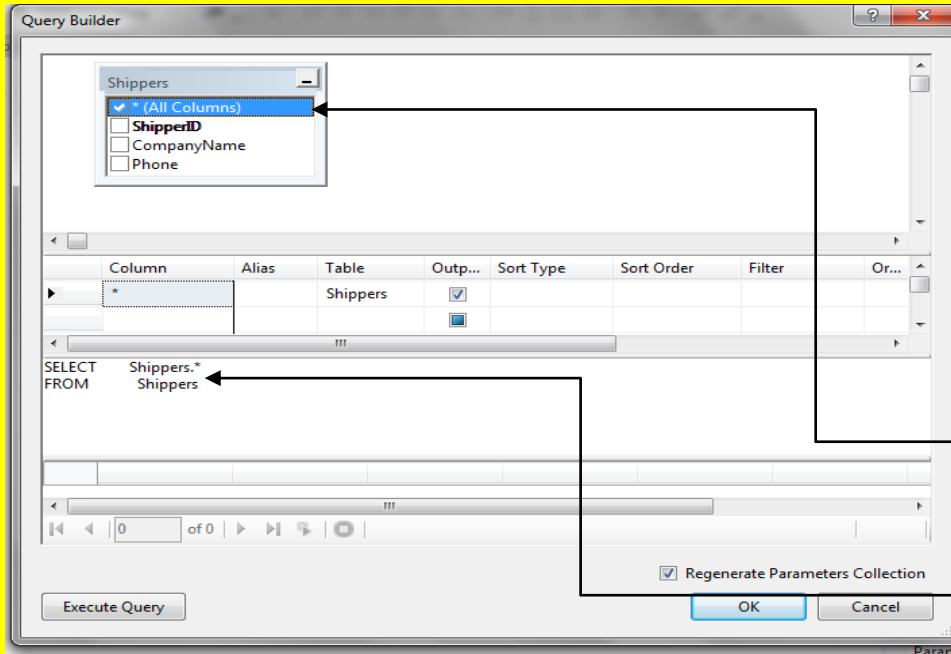 Query Builder
Shippers
* (All Columns)
ShipperID
CompanyName
Phone
Column Alias Table Outp... Sort Type Sort Order Filter Or...
* Shippers
SELECT Shippers.*
FROM Shippers
0 of 0
Regenerate Parameters Collection
Execute Query OK Cancel
Param